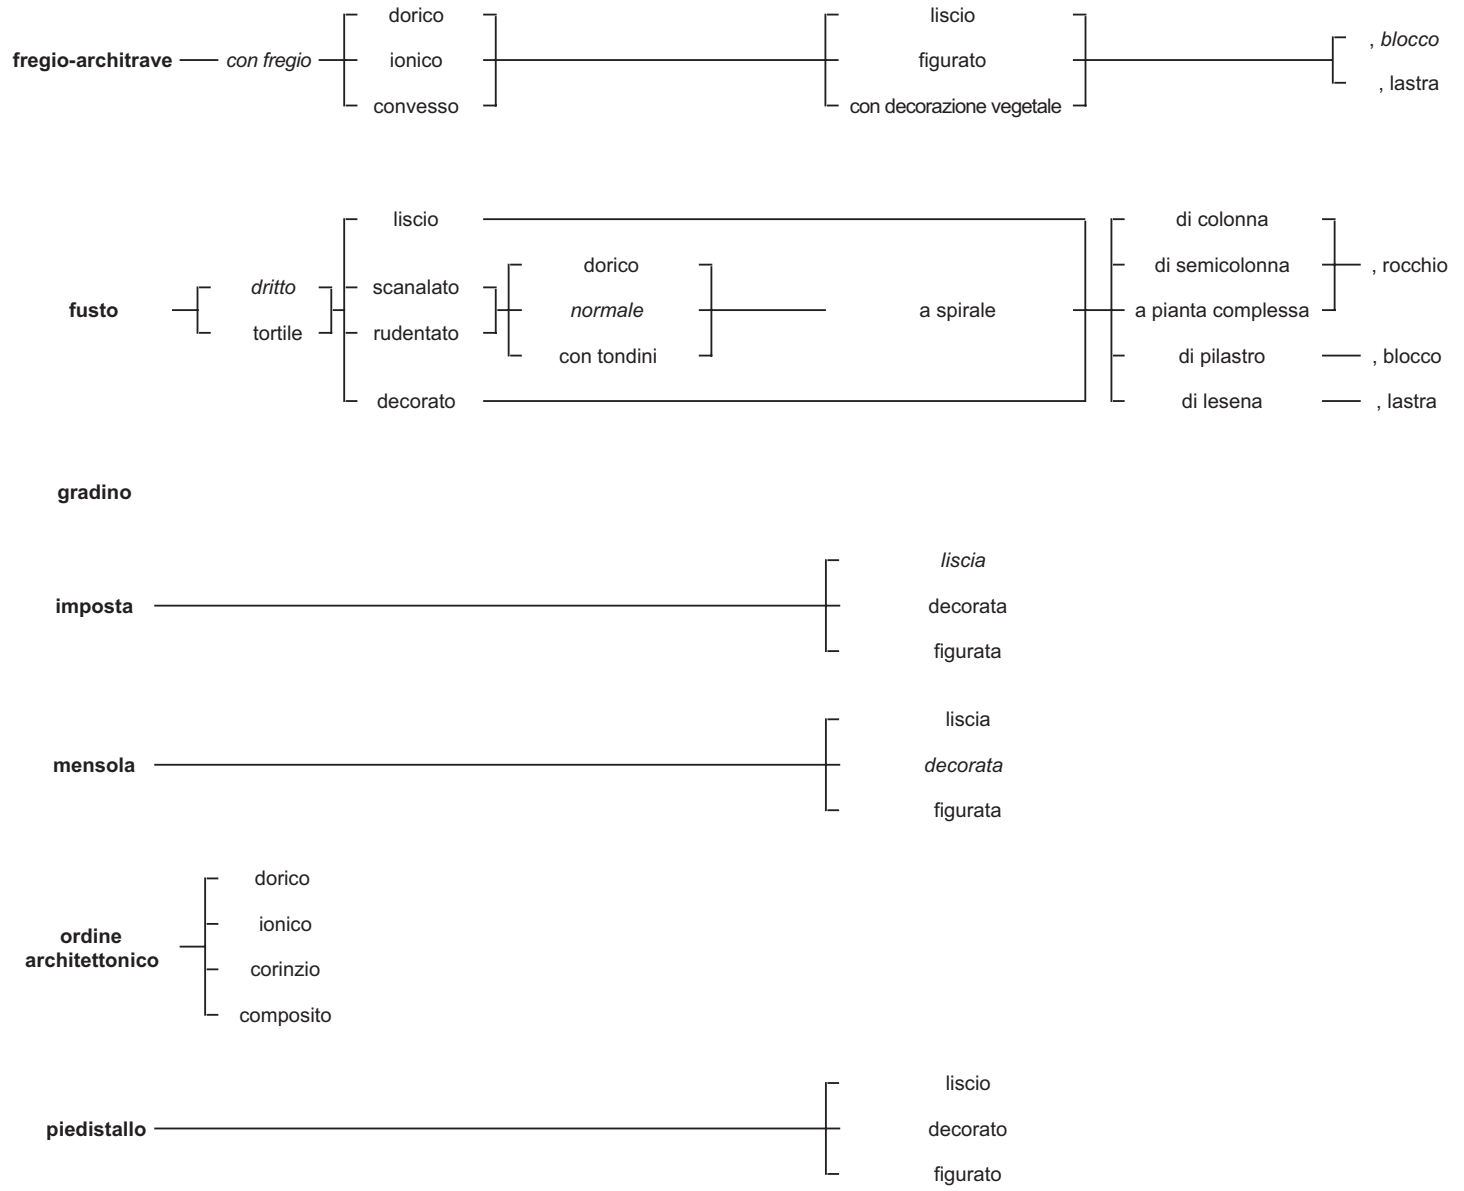 dorico liscio
, blocco
fregio-architrave con fregio ionico figurato
, lastra
convesso con decorazione vegetale
liscio di colonna
dorico di semicolonna , rocchio
dritto scanalato
fusto normale a spirale a pianta complessa
tortile rudentato
con tondini di pilastro , blocco
decorato di lesena , lastra
gradino
liscia
imposta decorata
figurata
liscia
mensola decorata
figurata
dorico
ionico
ordine
architettonico
corinzio
composito
liscio
piedistallo decorato
figurato